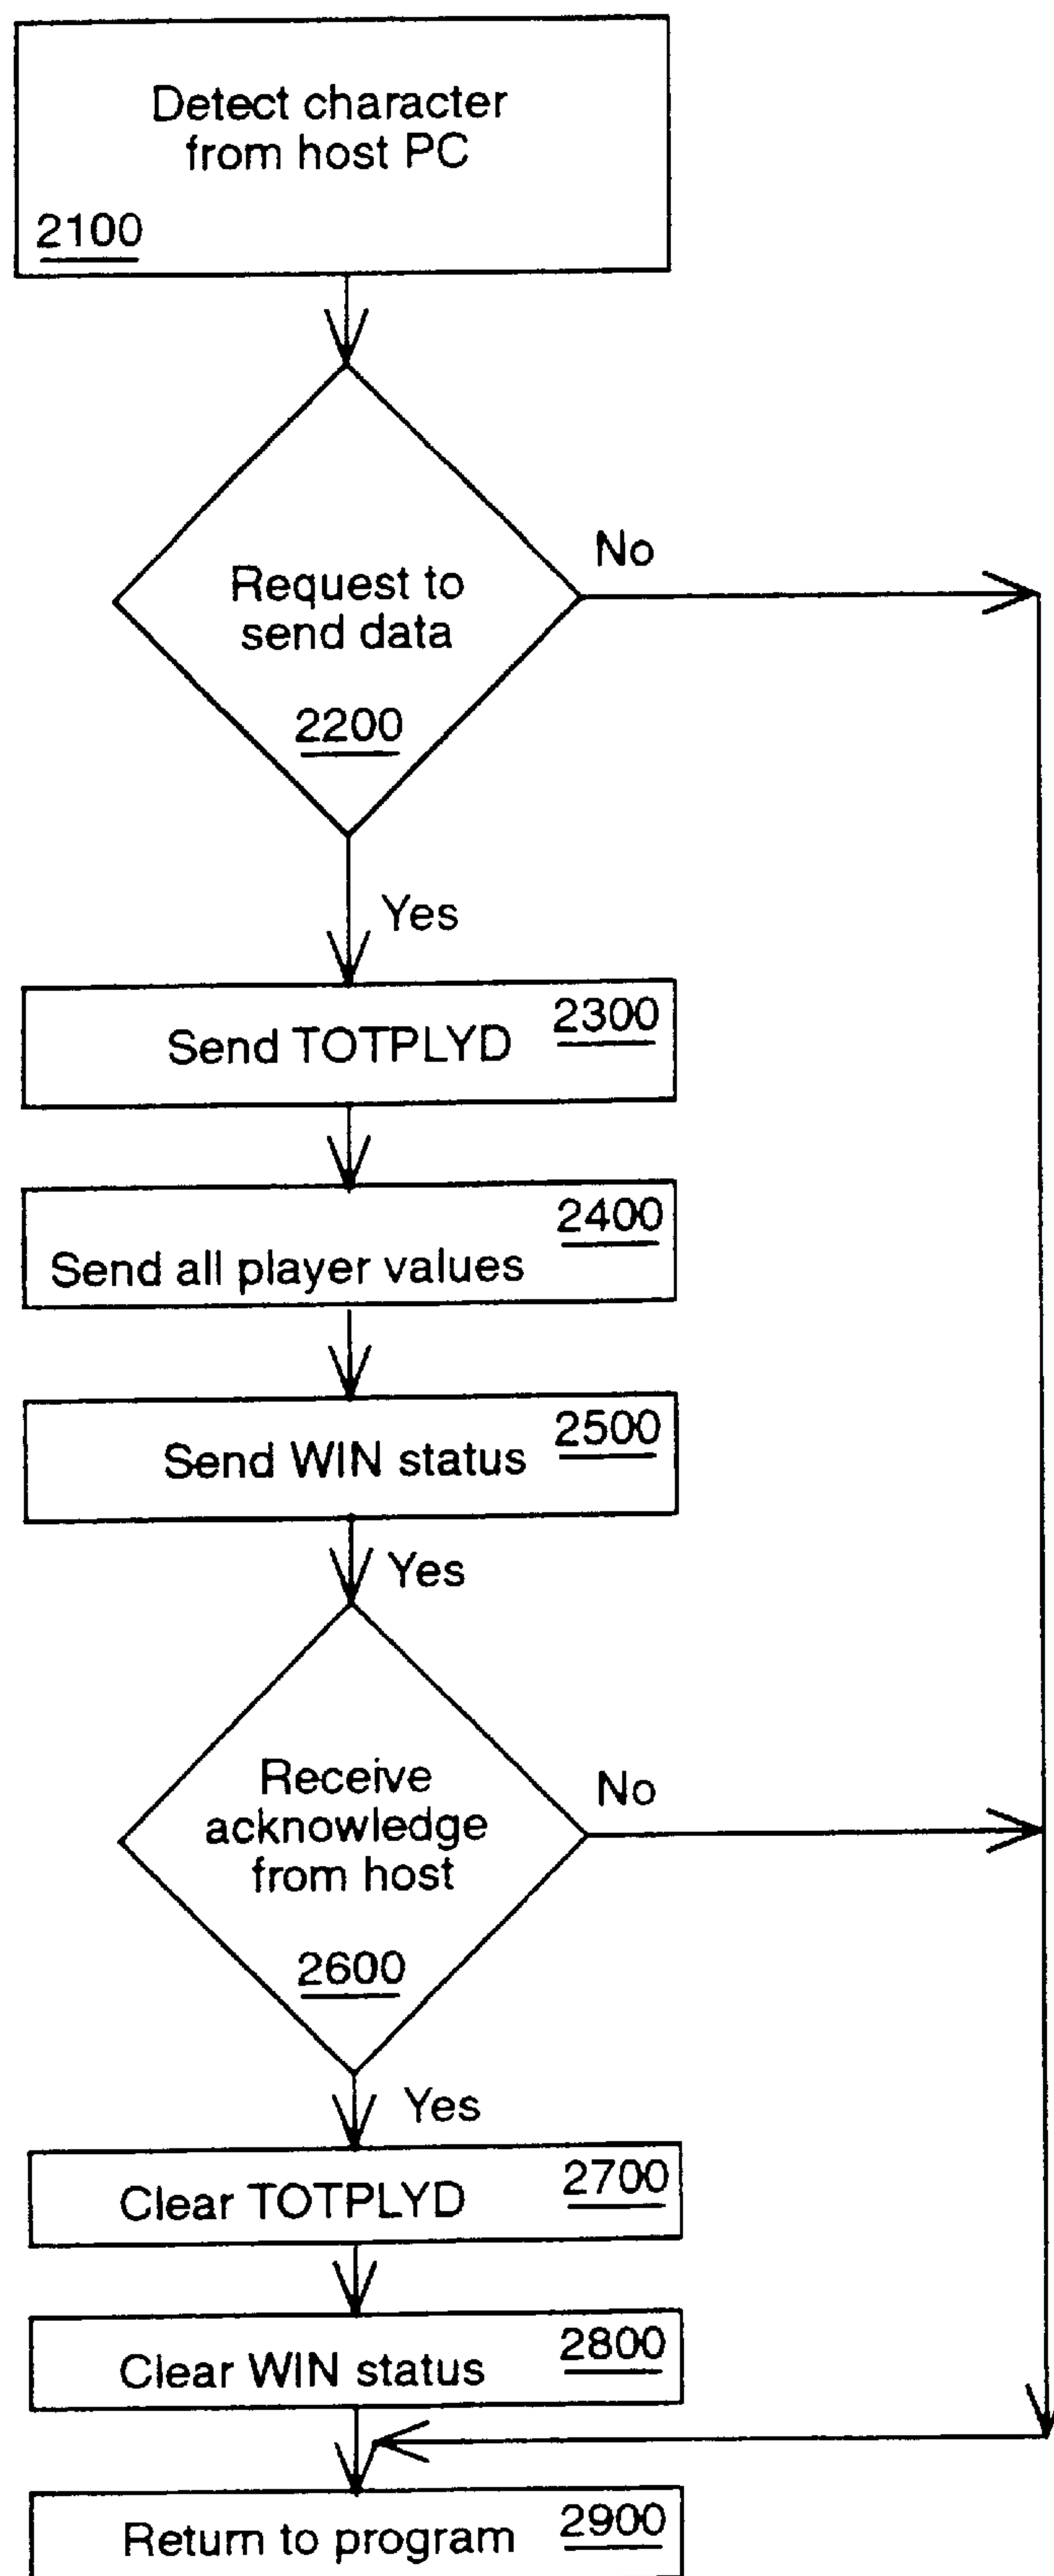 Detect character
from host PC
2100
No
Request to
send data
2200
Yes
2300
Send TOTPLYD
2400
Send all player values
2500
Send WIN status
Yes
No
Receive
acknowledge
from host
2600
Yes
2700
Clear TOTPLYD
2800
Clear WIN status
2900
Return to program